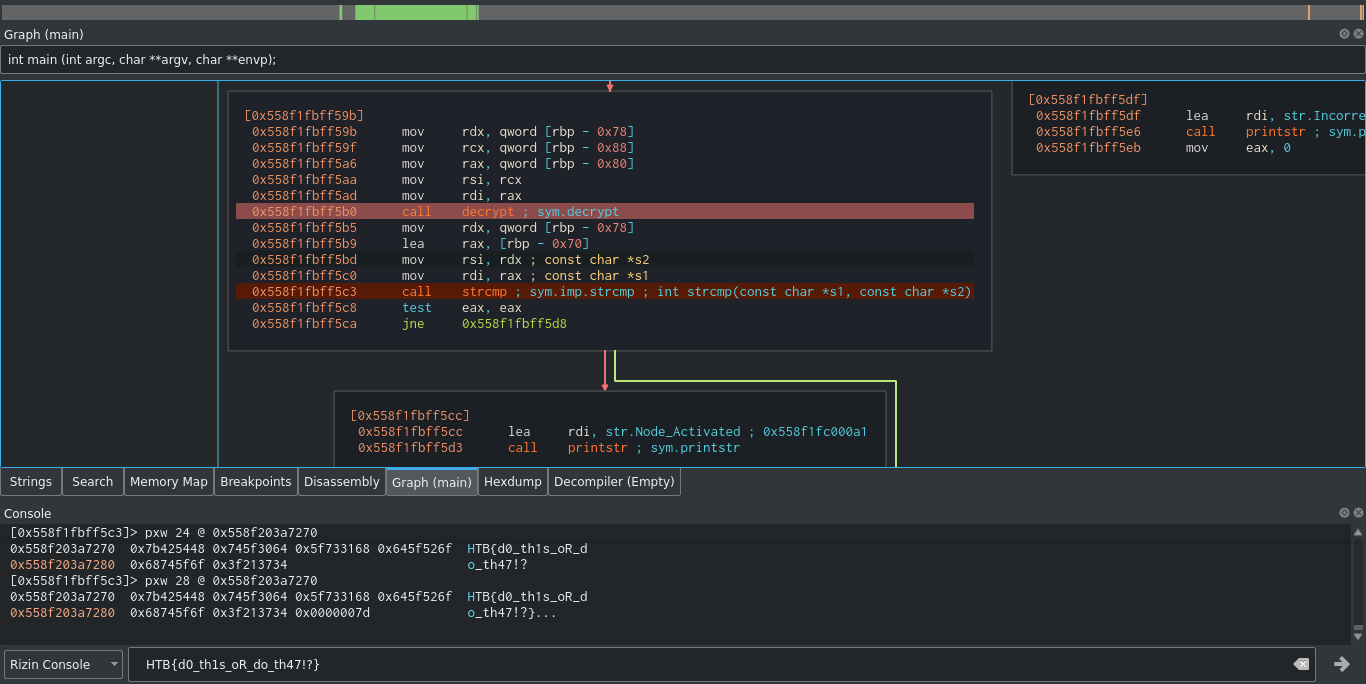 Graph (main)
int main (int argc, char **argv, char **envp);
[0x558f1fbff59b]
0x558f1fbff59b mov rdx, qword [rbp - 0x78]
0x558f1fbff59f mov rcx, qword [rbp - 0x88]
0x558f1fbff5a6 mov rax, qword [rbp - 0x80]
0x558f1fbff5aa mov rsi, rcx
0x558f1fbff5ad mov rdi, rax
0x558f1fbff5b0 call decrypt ; sym.decrypt
0x558f1fbff5b5 mov rdx, qword [rbp - 0x78]
0x558f1fbff5b9 lea rax, [rbp - 0x70]
0x558f1fbff5bd mov rsi, rdx ; const char *s2
0x558f1fbff5c0 mov rdi, rax ; const char *s1
0x558f1fbff5c3 call strcmp ; sym.imp.strcmp ; int strcmp(const char *s1, const char *s2)
0x558f1fbff5c8 test eax, eax
0x558f1fbff5ca jne 0x558f1fbff5d8
[0x558f1fbff5df]
0x558f1fbff5df lea rdi, str.Incorre
0x558f1fbff5e6 call printstr ; sym.p
0x558f1fbff5eb mov eax, 0
[0x558f1fbff5cc]
0x558f1fbff5cc lea rdi, str.Node_Activated ; 0x558f1fc000a1
0x558f1fbff5d3 call printstr ; sym.printstr
Strings Search Memory Map Breakpoints Disassembly Graph (main) Hexdump Decompiler (Empty)
Console
[0x558f1fbff5c3]> pxw 24 @ 0x558f203a7270
0x558f203a7270 0x7b425448 0x745f3064 0x5f733168 0x645f526f HTB{d0_th1s_oR_d
0x558f203a7280 0x68745f6f 0x3f213734 o_th47!?
[0x558f1fbff5c3]> pxw 28 @ 0x558f203a7270
0x558f203a7270 0x7b425448 0x745f3064 0x5f733168 0x645f526f HTB{d0_th1s_oR_d
0x558f203a7280 0x68745f6f 0x3f213734 0x0000007d o_th47!?}...
Rizin Console HTB{d0_th1s_oR_do_th47!?}